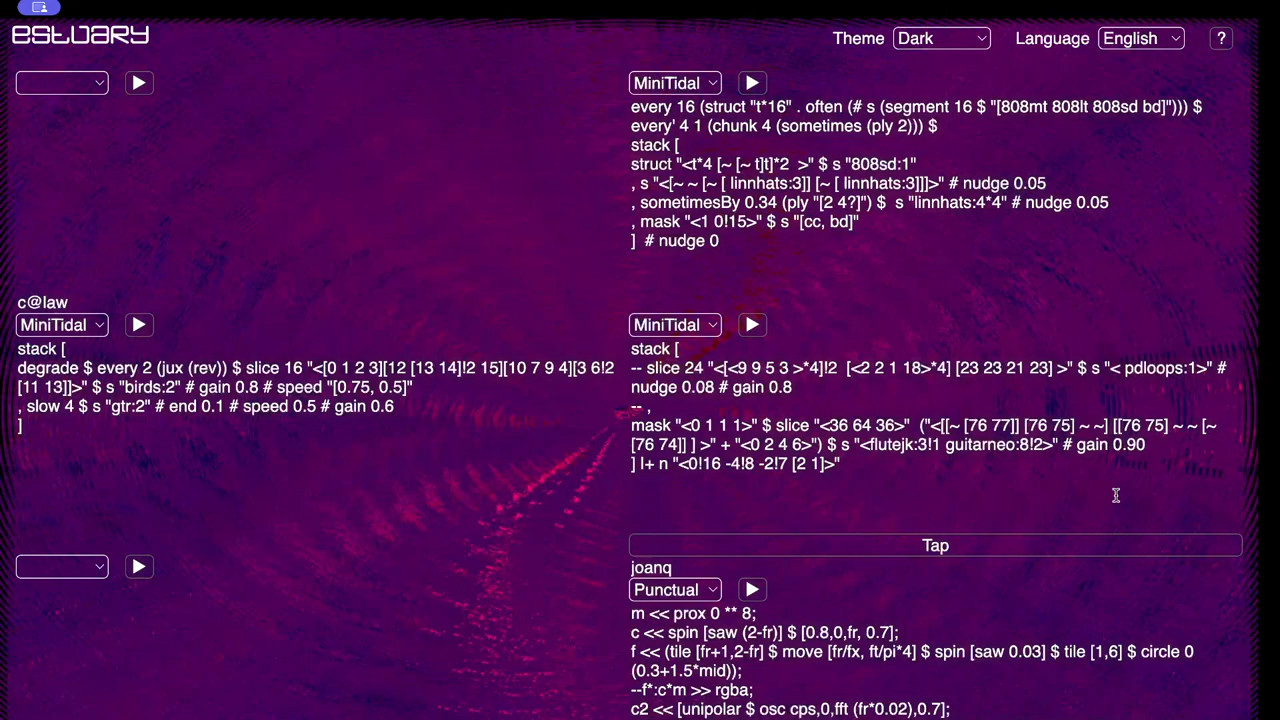 estuary
Theme Dark Language English ?
MiniTidal
every 16 (struct "t*16" . often (# s (segment 16 $ "[808mt 808lt 808sd bd]"))) $
every' 4 1 (chunk 4 (sometimes (ply 2))) $
stack [
struct "<t*4 [~ [~ t]t]*2  >" $ s "808sd:1"
, s "<[~ ~ [~ [ linnhats:3]] [~ [ linnhats:3]]]>" # nudge 0.05
, sometimesBy 0.34 (ply "[2 4?]") $  s "linnhats:4*4" # nudge 0.05
, mask "<1 0!15>" $ s "[cc, bd]"
]  # nudge 0
c@law
MiniTidal
stack [
degrade $ every 2 (jux (rev)) $ slice 16 "<[0 1 2 3][12 [13 14]!2 15][10 7 9 4][3 6!2
[11 13]]>" $ s "birds:2" # gain 0.8 # speed "[0.75, 0.5]"
, slow 4 $ s "gtr:2" # end 0.1 # speed 0.5 # gain 0.6
]
MiniTidal
stack [
-- slice 24 "<[<9 9 5 3 >*4]!2  [<2 2 1 18>*4] [23 23 21 23] >" $ s "< pdloops:1>" #
nudge 0.08 # gain 0.8
-- ,
mask "<0 1 1 1>" $ slice "<36 64 36>"  ("<[[~ [76 77]] [76 75] ~ ~] [[76 75] ~ ~ [~
[76 74]] ] >" + "<0 2 4 6>") $ s "<flutejk:3!1 guitarneo:8!2>" # gain 0.90
] |+ n "<0!16 -4!8 -2!7 [2 1]>"
Tap
joanq
Punctual
m << prox 0 ** 8;
c << spin [saw (2-fr)] $ [0.8,0,fr, 0.7];
f << (tile [fr+1,2-fr] $ move [fr/fx, ft/pi*4] $ spin [saw 0.03] $ tile [1,6] $ circle 0
(0.3+1.5*mid));
--f*:c*m >> rgba;
c2 << [unipolar $ osc cps,0,fft (fr*0.02),0.7];